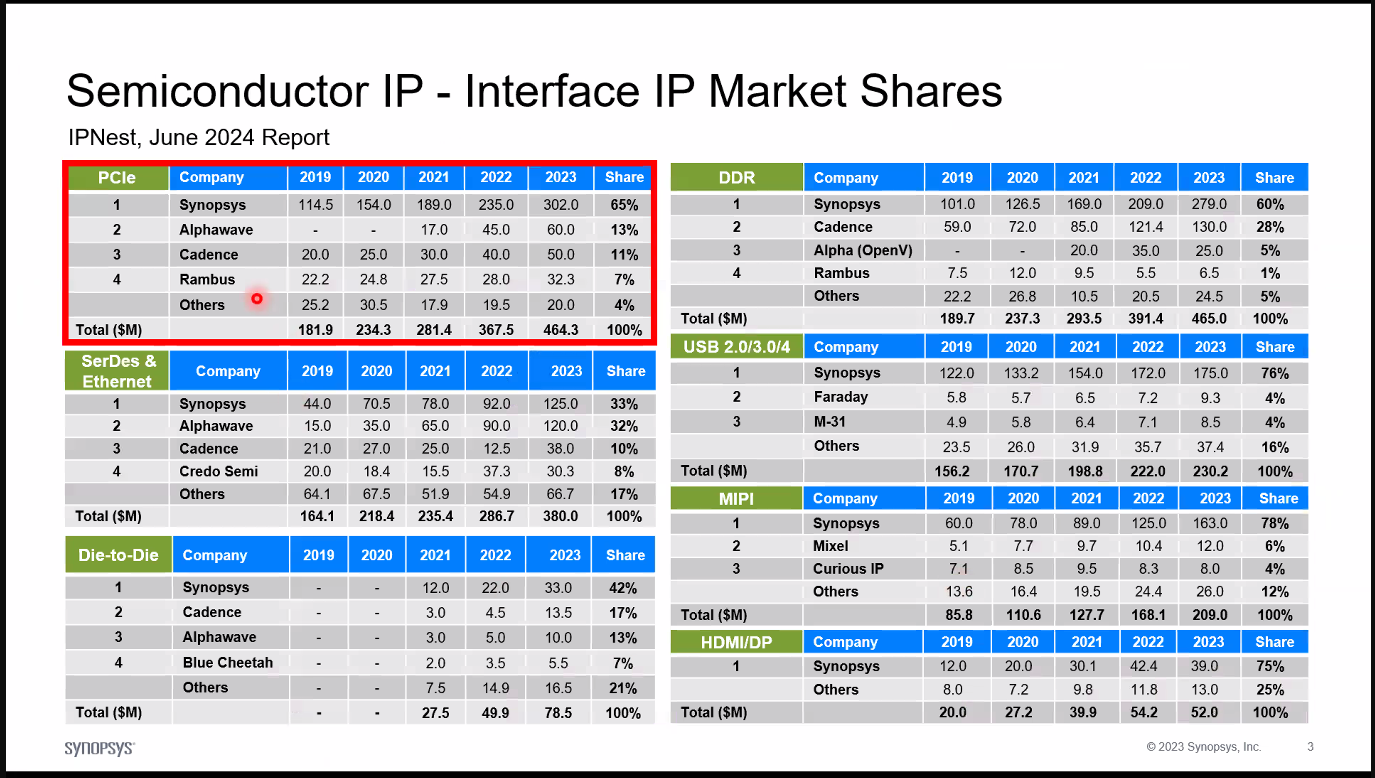 Semiconductor IP - Interface IP Market Shares
IPNest, June 2024 Report
PCIe Company 2019 2020 2021 2022 2023 Share
1 Synopsys 114.5 154.0 189.0 235.0 302.0 65%
2 Alphawave - - 17.0 45.0 60.0 13%
3 Cadence 20.0 25.0 30.0 40.0 50.0 11%
4 Rambus 22.2 24.8 27.5 28.0 32.3 7%
Others 25.2 30.5 17.9 19.5 20.0 4%
Total ($M) 181.9 234.3 281.4 367.5 464.3 100%
SerDes &
Ethernet Company 2019 2020 2021 2022 2023 Share
1 Synopsys 44.0 70.5 78.0 92.0 125.0 33%
2 Alphawave 15.0 35.0 65.0 90.0 120.0 32%
3 Cadence 21.0 27.0 25.0 12.5 38.0 10%
4 Credo Semi 20.0 18.4 15.5 37.3 30.3 8%
Others 64.1 67.5 51.9 54.9 66.7 17%
Total ($M) 164.1 218.4 235.4 286.7 380.0 100%
Die-to-Die Company 2019 2020 2021 2022 2023 Share
1 Synopsys - - 12.0 22.0 33.0 42%
2 Cadence - - 3.0 4.5 13.5 17%
3 Alphawave - - 3.0 5.0 10.0 13%
4 Blue Cheetah - - 2.0 3.5 5.5 7%
Others - - 7.5 14.9 16.5 21%
Total ($M) - - 27.5 49.9 78.5 100%
DDR Company 2019 2020 2021 2022 2023 Share
1 Synopsys 101.0 126.5 169.0 209.0 279.0 60%
2 Cadence 59.0 72.0 85.0 121.4 130.0 28%
3 Alpha (OpenV) - - 20.0 35.0 25.0 5%
4 Rambus 7.5 12.0 9.5 5.5 6.5 1%
Others 22.2 26.8 10.5 20.5 24.5 5%
Total ($M) 189.7 237.3 293.5 391.4 465.0 100%
USB 2.0/3.0/4 Company 2019 2020 2021 2022 2023 Share
1 Synopsys 122.0 133.2 154.0 172.0 175.0 76%
2 Faraday 5.8 5.7 6.5 7.2 9.3 4%
3 M-31 4.9 5.8 6.4 7.1 8.5 4%
Others 23.5 26.0 31.9 35.7 37.4 16%
Total ($M) 156.2 170.7 198.8 222.0 230.2 100%
MIPI Company 2019 2020 2021 2022 2023 Share
1 Synopsys 60.0 78.0 89.0 125.0 163.0 78%
2 Mixel 5.1 7.7 9.7 10.4 12.0 6%
3 Curious IP 7.1 8.5 9.5 8.3 8.0 4%
Others 13.6 16.4 19.5 24.4 26.0 12%
Total ($M) 85.8 110.6 127.7 168.1 209.0 100%
HDMI/DP Company 2019 2020 2021 2022 2023 Share
1 Synopsys 12.0 20.0 30.1 42.4 39.0 75%
Others 8.0 7.2 9.8 11.8 13.0 25%
Total ($M) 20.0 27.2 39.9 54.2 52.0 100%
SYNOPSYS
© 2023 Synopsys, Inc. 3